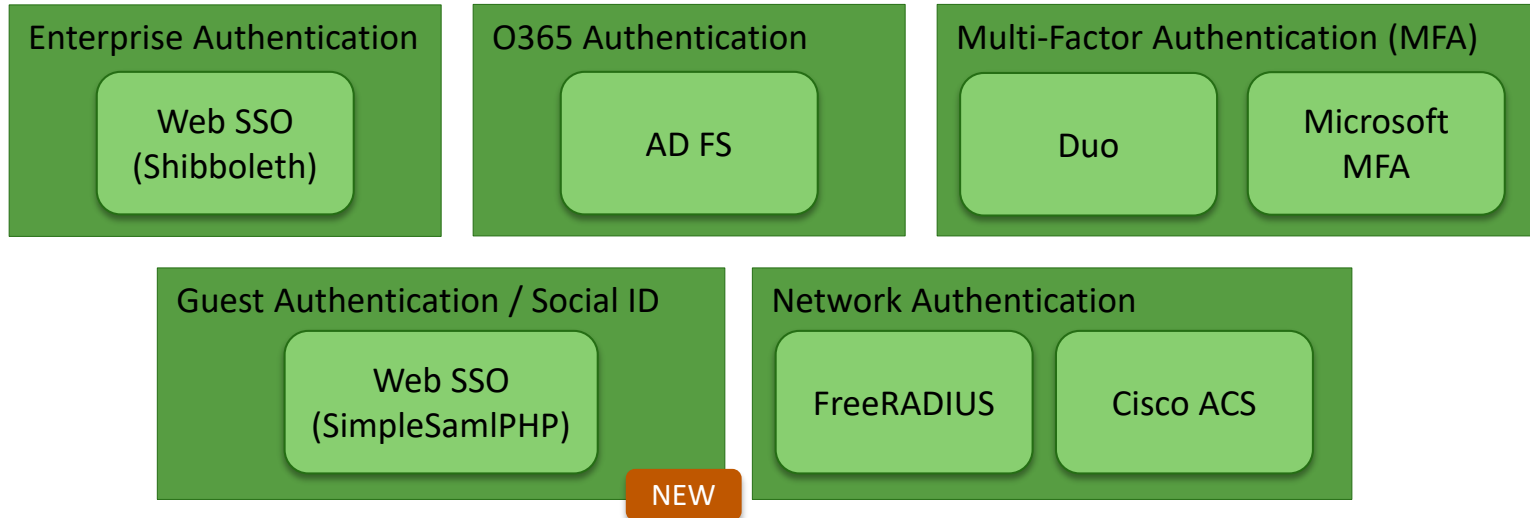 Enterprise Authentication
Web SSO
(Shibboleth)
O365 Authentication
AD FS
Multi-Factor Authentication (MFA)
Duo
Microsoft
MFA
Guest Authentication / Social ID
Web SSO
(SimpleSamlPHP)
NEW
Network Authentication
FreeRADIUS
Cisco ACS